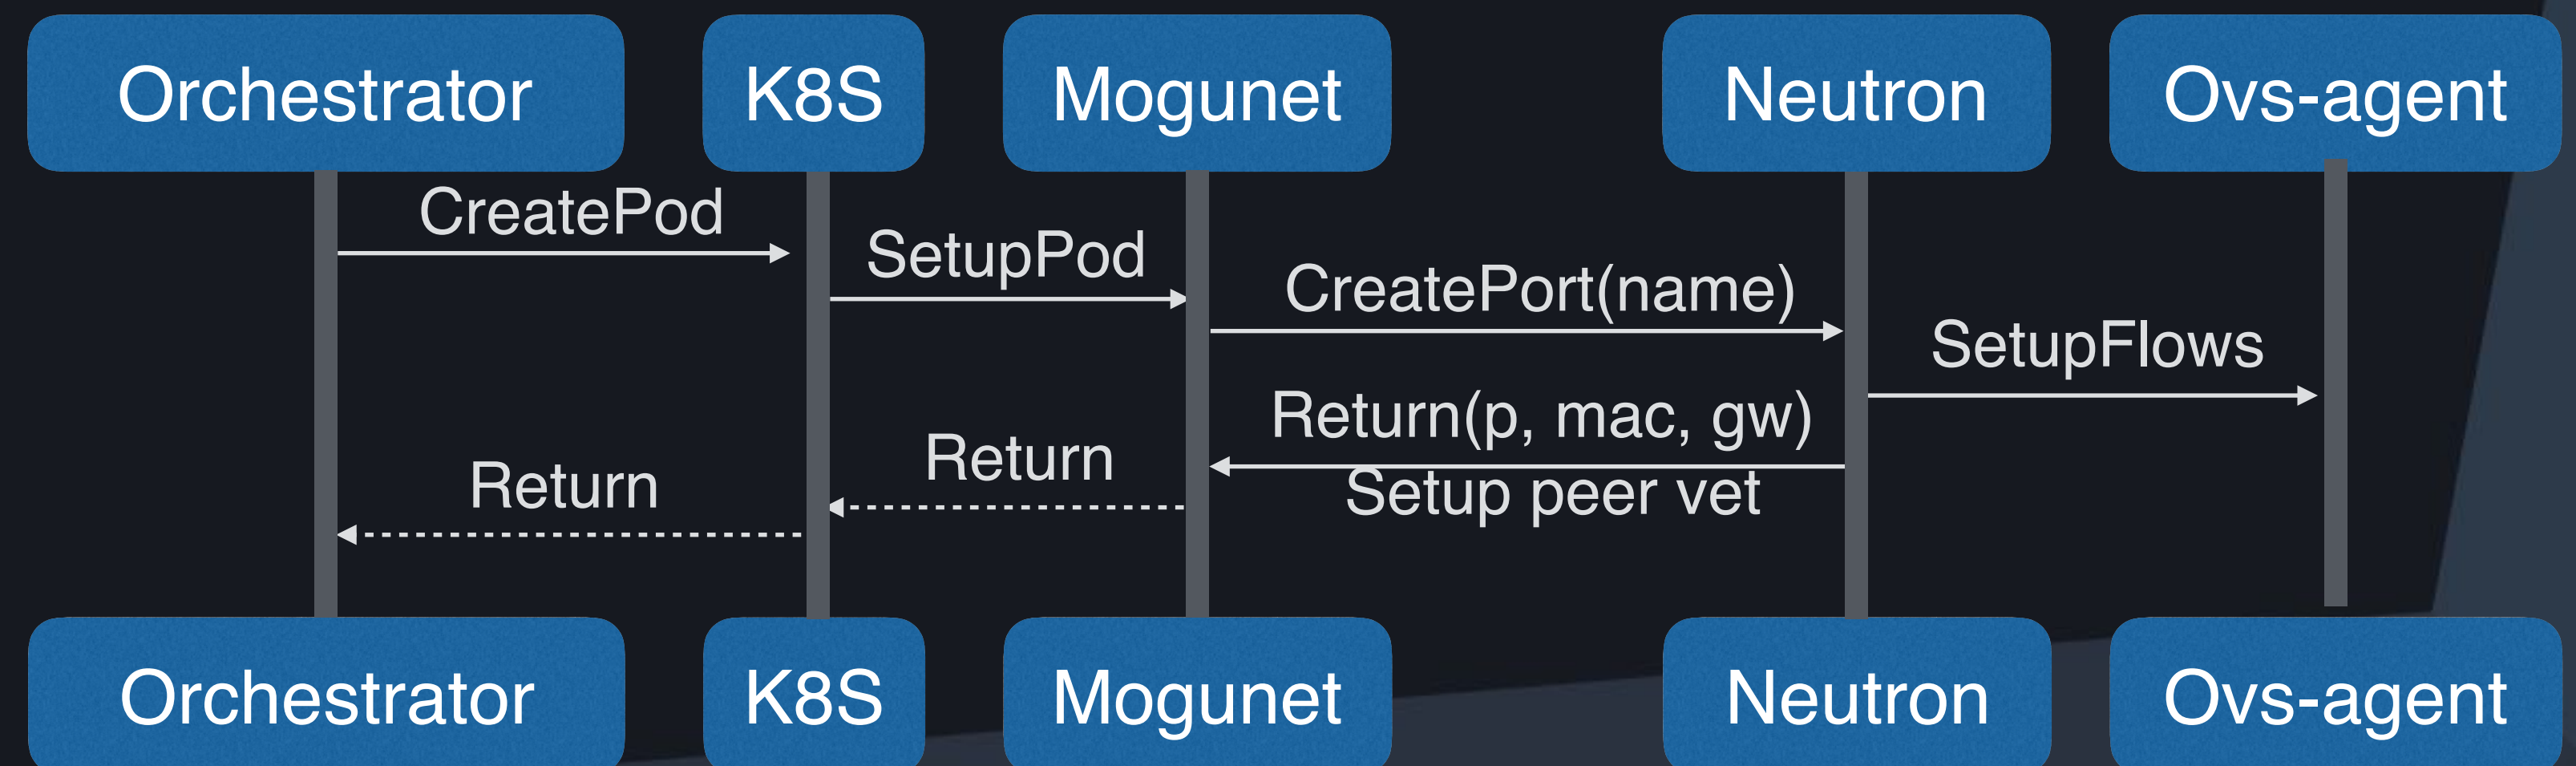 Orchestrator
K8S
Mogunet
Neutron
Ovs-agent
CreatePod
SetupPod
CreatePort(name)
SetupFlows
Return(p, mac, gw)
Return
Return
Setup peer vet
Orchestrator
K8S
Mogunet
Neutron
Ovs-agent